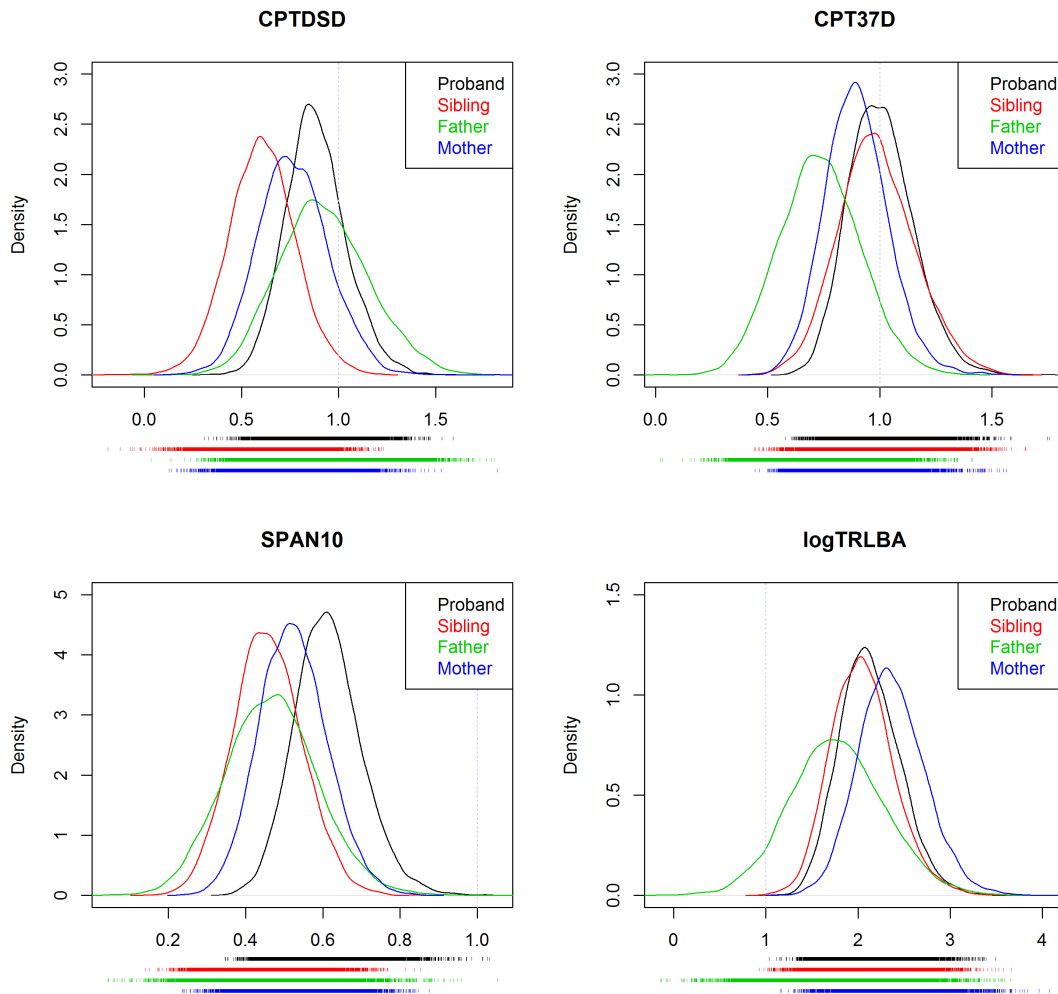 CPTDSD
Density
0.0 0.5 1.0 1.5 2.0 2.5 3.0
Proband
Sibling
Father
Mother
0.0 0.5 1.0 1.5
CPT37D
Density
0.0 0.5 1.0 1.5 2.0 2.5 3.0
Proband
Sibling
Father
Mother
0.0 0.5 1.0 1.5
SPAN10
Density
0 1 2 3 4 5
Proband
Sibling
Father
Mother
0.2 0.4 0.6 0.8 1.0
logTRLBA
Density
0.0 0.5 1.0 1.5
Proband
Sibling
Father
Mother
0 1 2 3 4